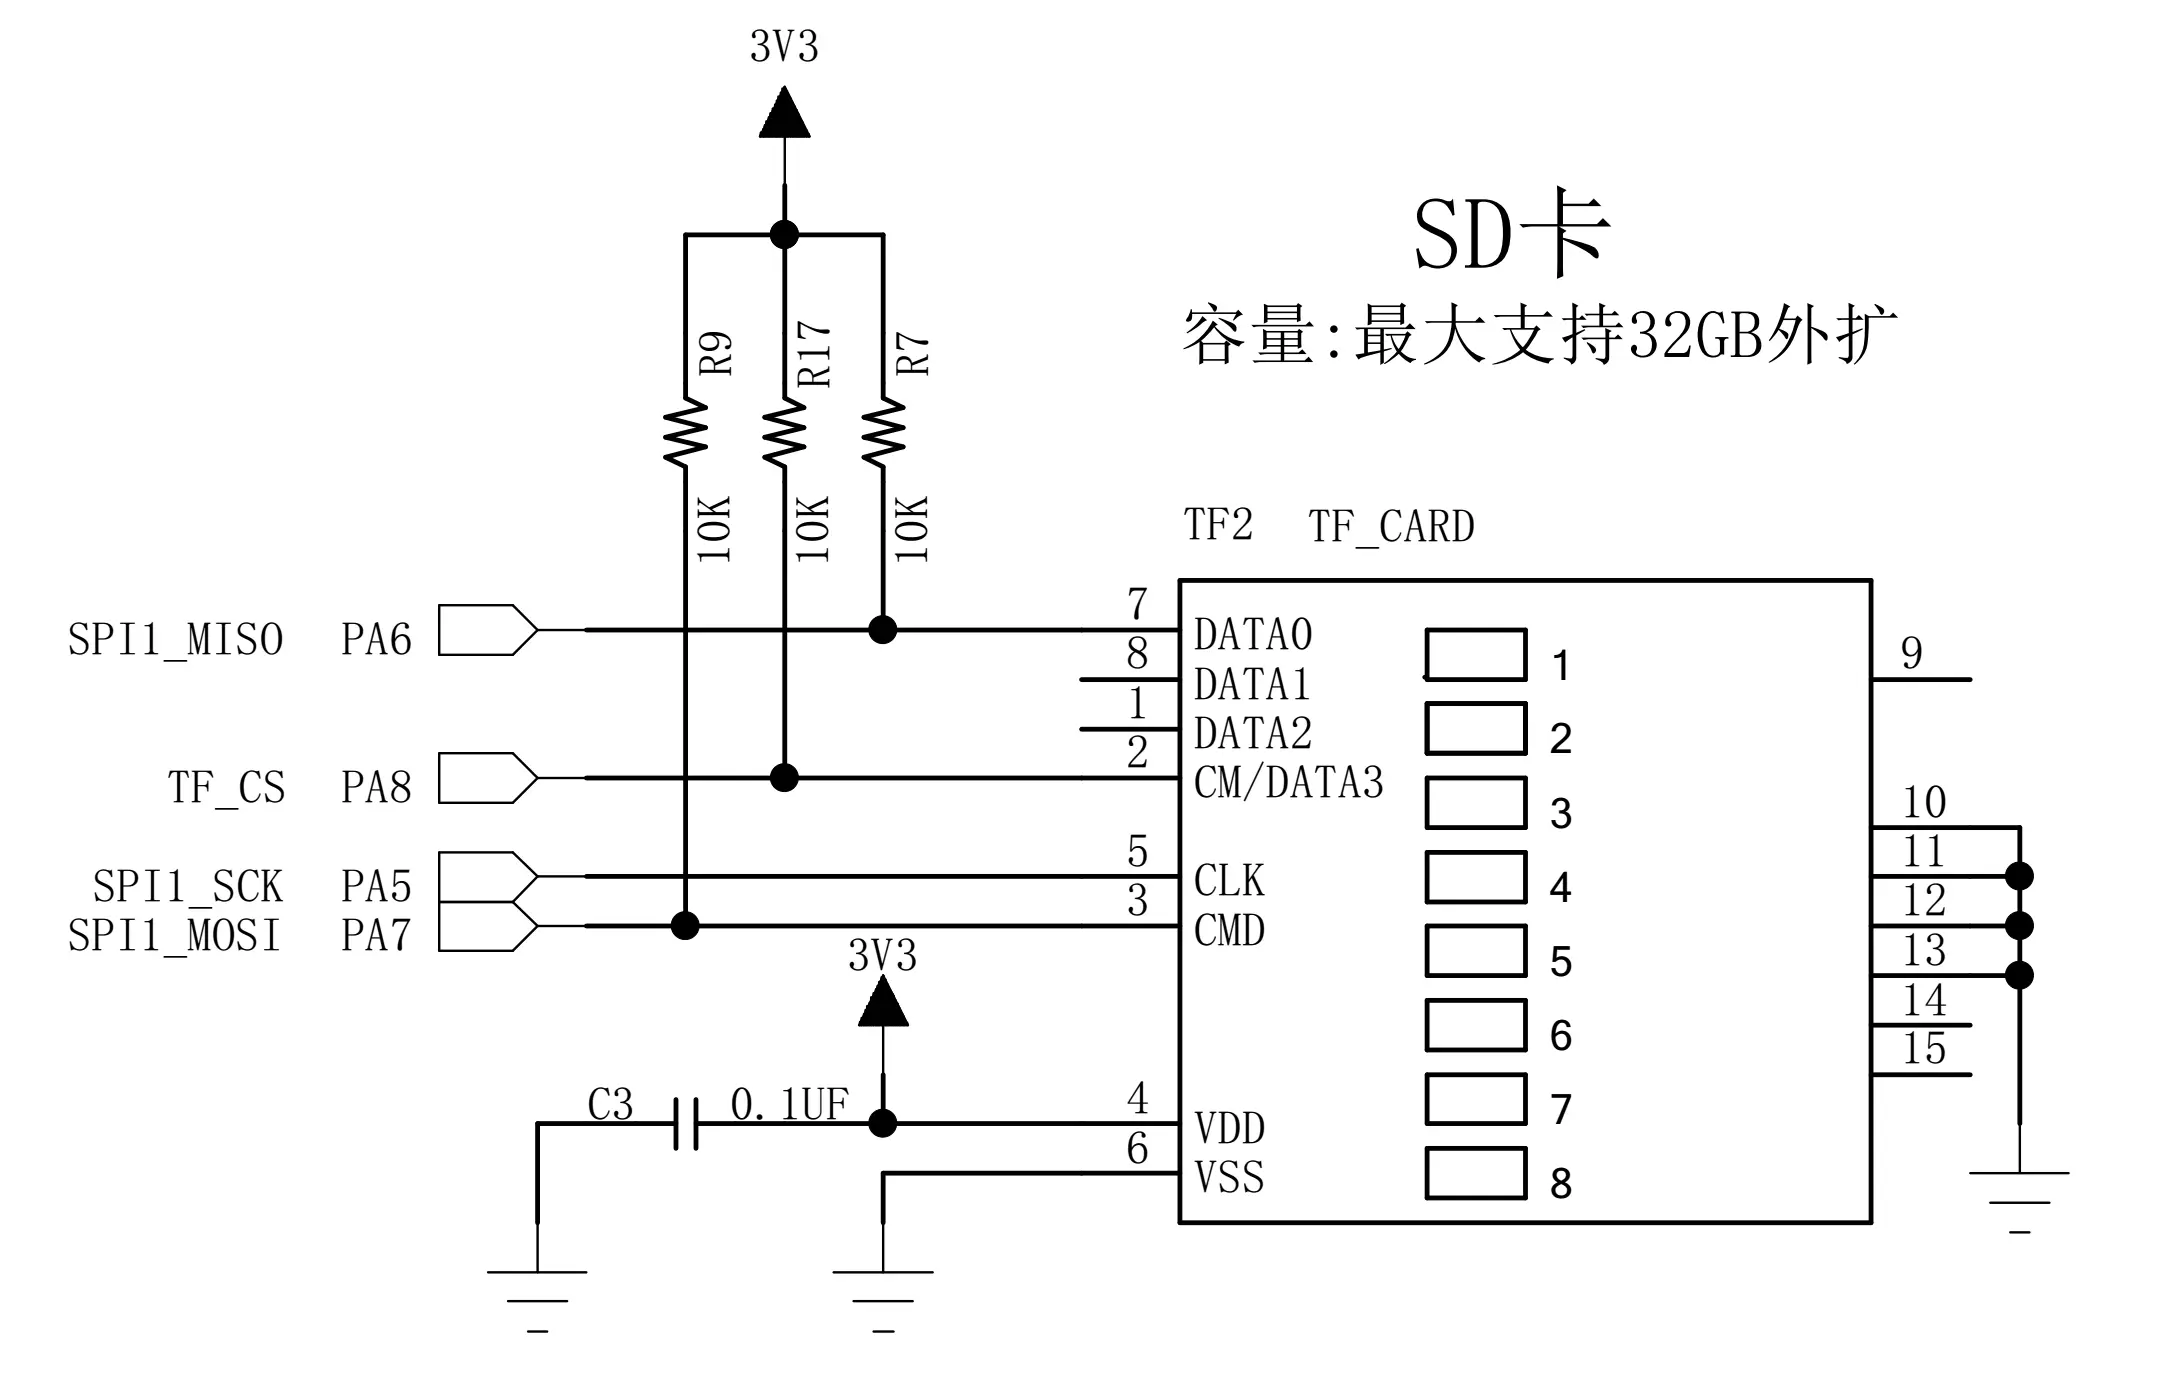 3V3
SD卡
容量:最大支持32GB外扩
R9
R17
R7
10K
10K
10K
TF2 TF_CARD
SPI1_MISO PA6
7
DATA0
8
DATA1
1
DATA2
TF_CS PA8
2
CM/DATA3
SPI1_SCK PA5
5
CLK
SPI1_MOSI PA7
3
CMD
3V3
C3 0.1UF
4
VDD
6
VSS
1
2
3
4
5
6
7
8
9
10
11
12
13
14
15